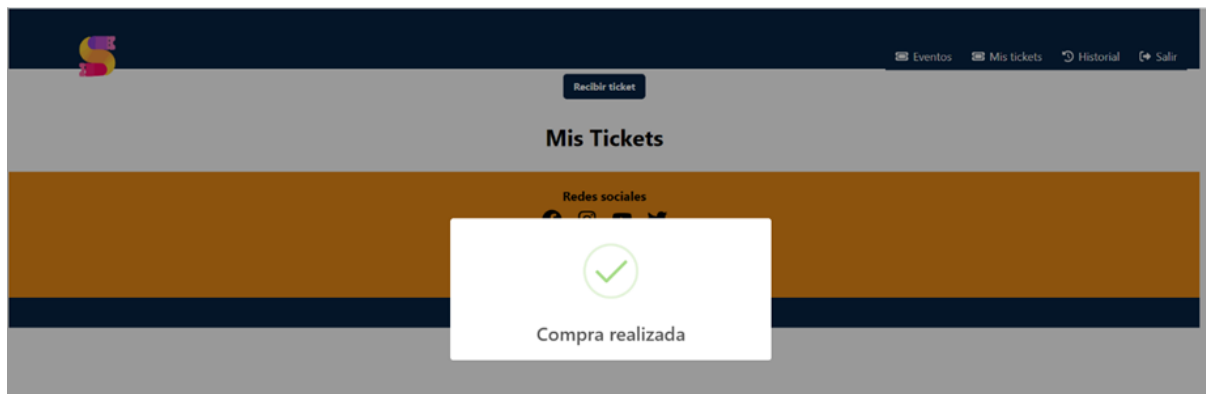 Eventos Mis tickets Historial Salir
Recibir ticket
Mis Tickets
Redes sociales
Compra realizada